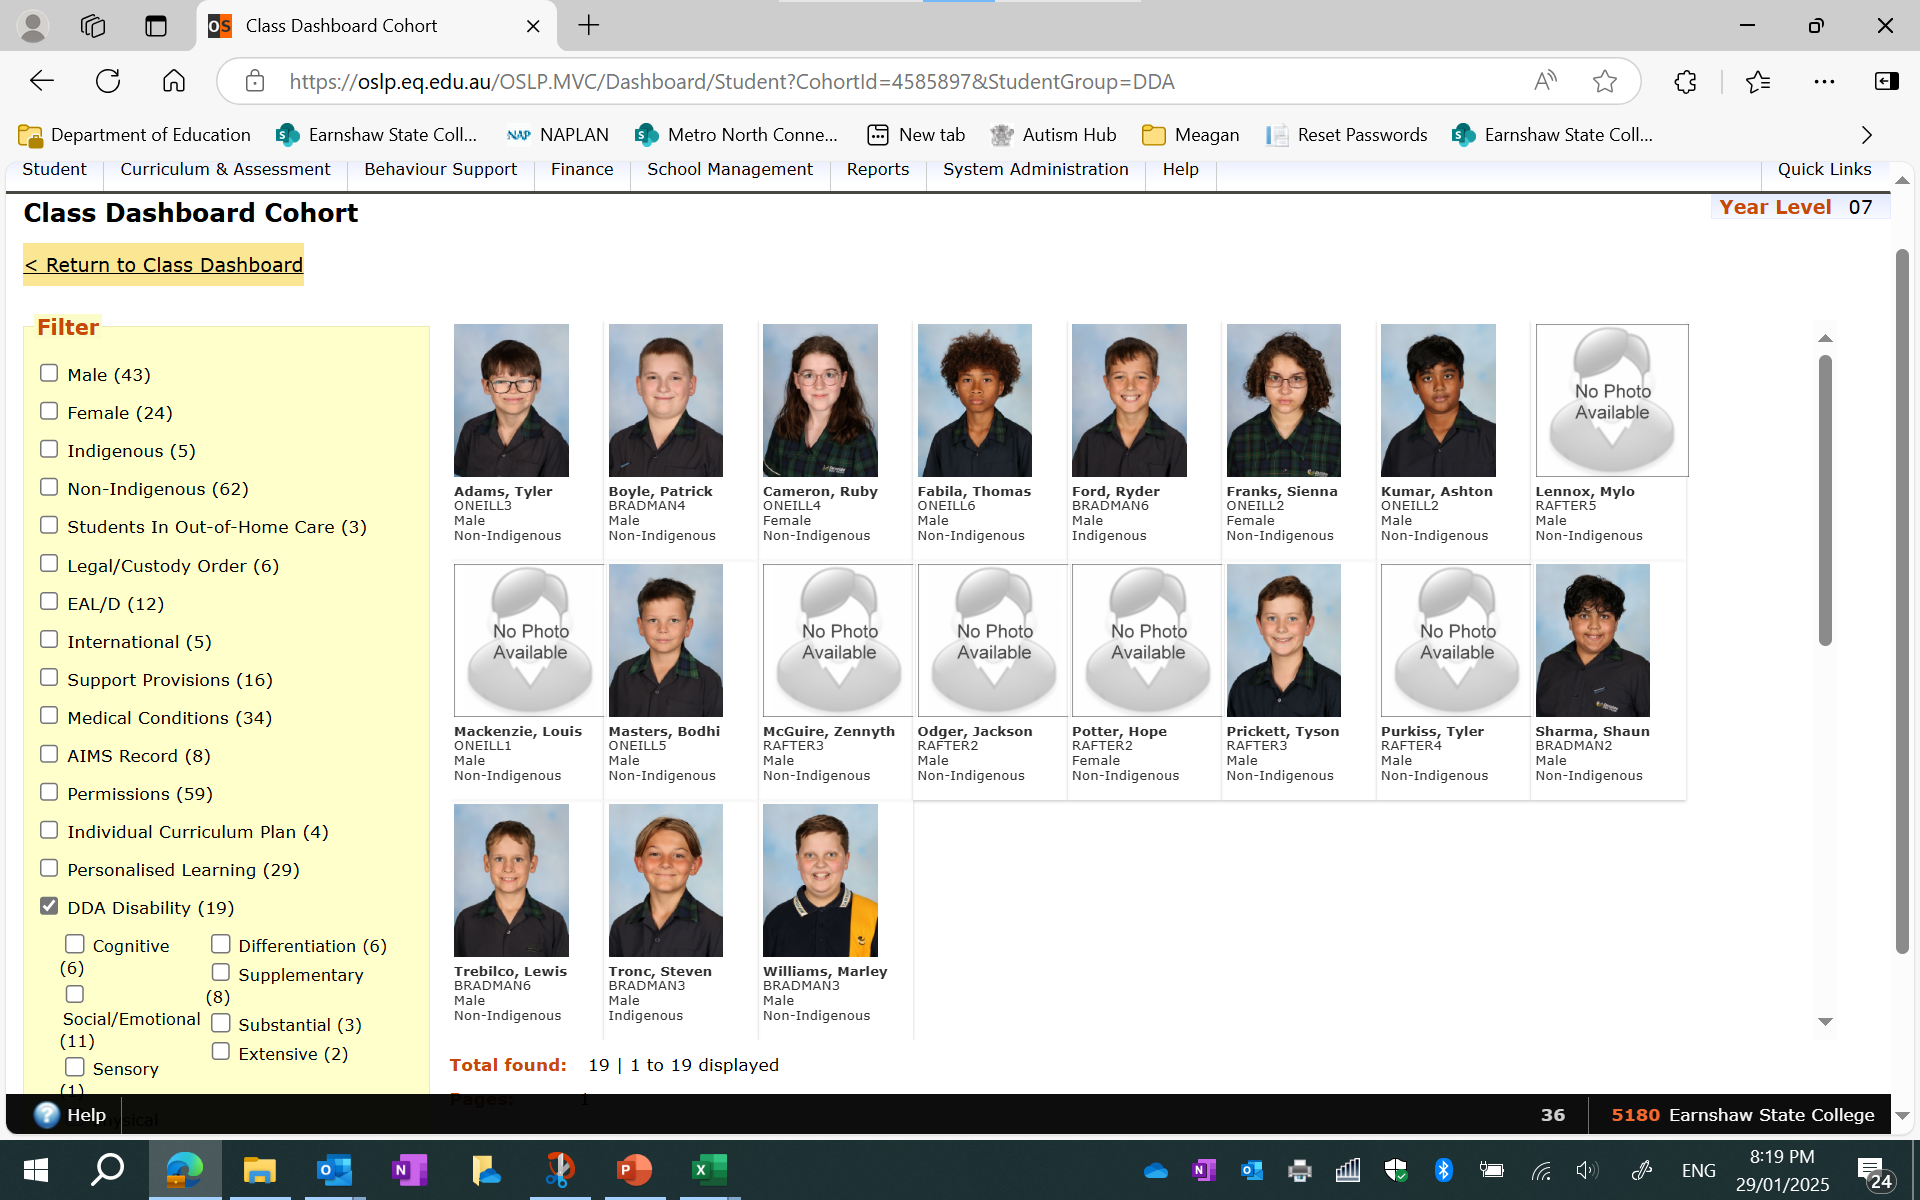 Class Dashboard Cohort
https://oslp.eq.edu.au/OSLP.MVC/Dashboard/Student?CohortId=4585897&StudentGroup=DDA
Department of Education
Earnshaw State Coll...
NAP NAPLAN
Metro North Conne...
New tab
Autism Hub
Meagan
Reset Passwords
Earnshaw State Coll...
Student
Curriculum & Assessment
Behaviour Support
Finance
School Management
Reports
System Administration
Help
Quick Links
Class Dashboard Cohort
Year Level 07
< Return to Class Dashboard
Filter
Male (43)
Female (24)
Indigenous (5)
Non-Indigenous (62)
Students In Out-of-Home Care (3)
Legal/Custody Order (6)
EAL/D (12)
International (5)
Support Provisions (16)
Medical Conditions (34)
AIMS Record (8)
Permissions (59)
Individual Curriculum Plan (4)
Personalised Learning (29)
DDA Disability (19)
Cognitive
(6)
Social/Emotional
(11)
Sensory
(1)
Physical
Differentiation (6)
Supplementary
(8)
Substantial (3)
Extensive (2)
Adams, Tyler
ONEILL3
Male
Non-Indigenous
Boyle, Patrick
BRADMAN4
Male
Non-Indigenous
Cameron, Ruby
ONEILL4
Female
Non-Indigenous
Fabila, Thomas
ONEILL6
Male
Non-Indigenous
Ford, Ryder
BRADMAN6
Male
Indigenous
Franks, Sienna
ONEILL2
Female
Non-Indigenous
Kumar, Ashton
ONEILL2
Male
Non-Indigenous
No Photo
Available
Lennox, Mylo
RAFTER5
Male
Non-Indigenous
No Photo
Available
Mackenzie, Louis
ONEILL1
Male
Non-Indigenous
Masters, Bodhi
ONEILL5
Male
Non-Indigenous
No Photo
Available
McGuire, Zennyth
RAFTER3
Male
Non-Indigenous
No Photo
Available
Odger, Jackson
RAFTER2
Male
Non-Indigenous
No Photo
Available
Potter, Hope
RAFTER2
Female
Non-Indigenous
Prickett, Tyson
RAFTER3
Male
Non-Indigenous
No Photo
Available
Purkiss, Tyler
RAFTER4
Male
Non-Indigenous
Sharma, Shaun
BRADMAN2
Male
Non-Indigenous
Trebilco, Lewis
BRADMAN6
Male
Non-Indigenous
Tronc, Steven
BRADMAN3
Male
Indigenous
Williams, Marley
BRADMAN3
Male
Non-Indigenous
Total found: 19 | 1 to 19 displayed
Pages: 1
Help
36
5180 Earnshaw State College
ENG
8:19 PM
29/01/2025
24